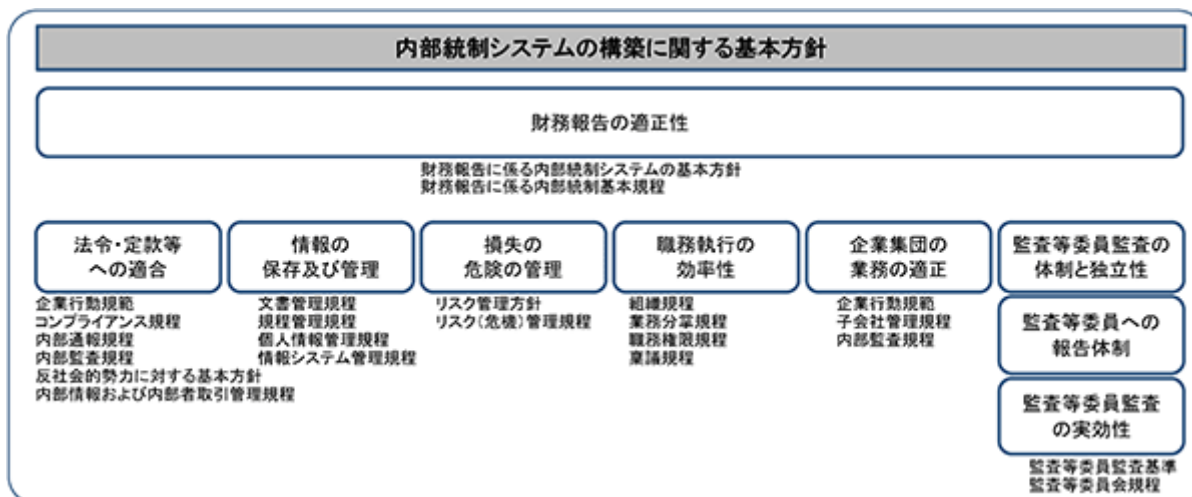 内部統制システムの構築に関する基本方針
財務報告の適正性
財務報告に係る内部統制システムの基本方針
財務報告に係る内部統制基本規程
法令・定款等
への適合
企業行動規範
コンプライアンス規程
内部通報規程
内部監査規程
反社会的勢力に対する基本方針
内部情報および内部者取引管理規程
情報の
保存及び管理
文書管理規程
規程管理規程
個人情報管理規程
情報システム管理規程
損失の
危険の管理
リスク管理方針
リスク(危機)管理規程
職務執行の
効率性
組織規程
業務分掌規程
職務権限規程
稟議規程
企業集団の
業務の適正
企業行動規範
子会社管理規程
内部監査規程
監査等委員監査の
体制と独立性
監査等委員への
報告体制
監査等委員監査
の実効性
監査等委員監査基準
監査等委員会規程